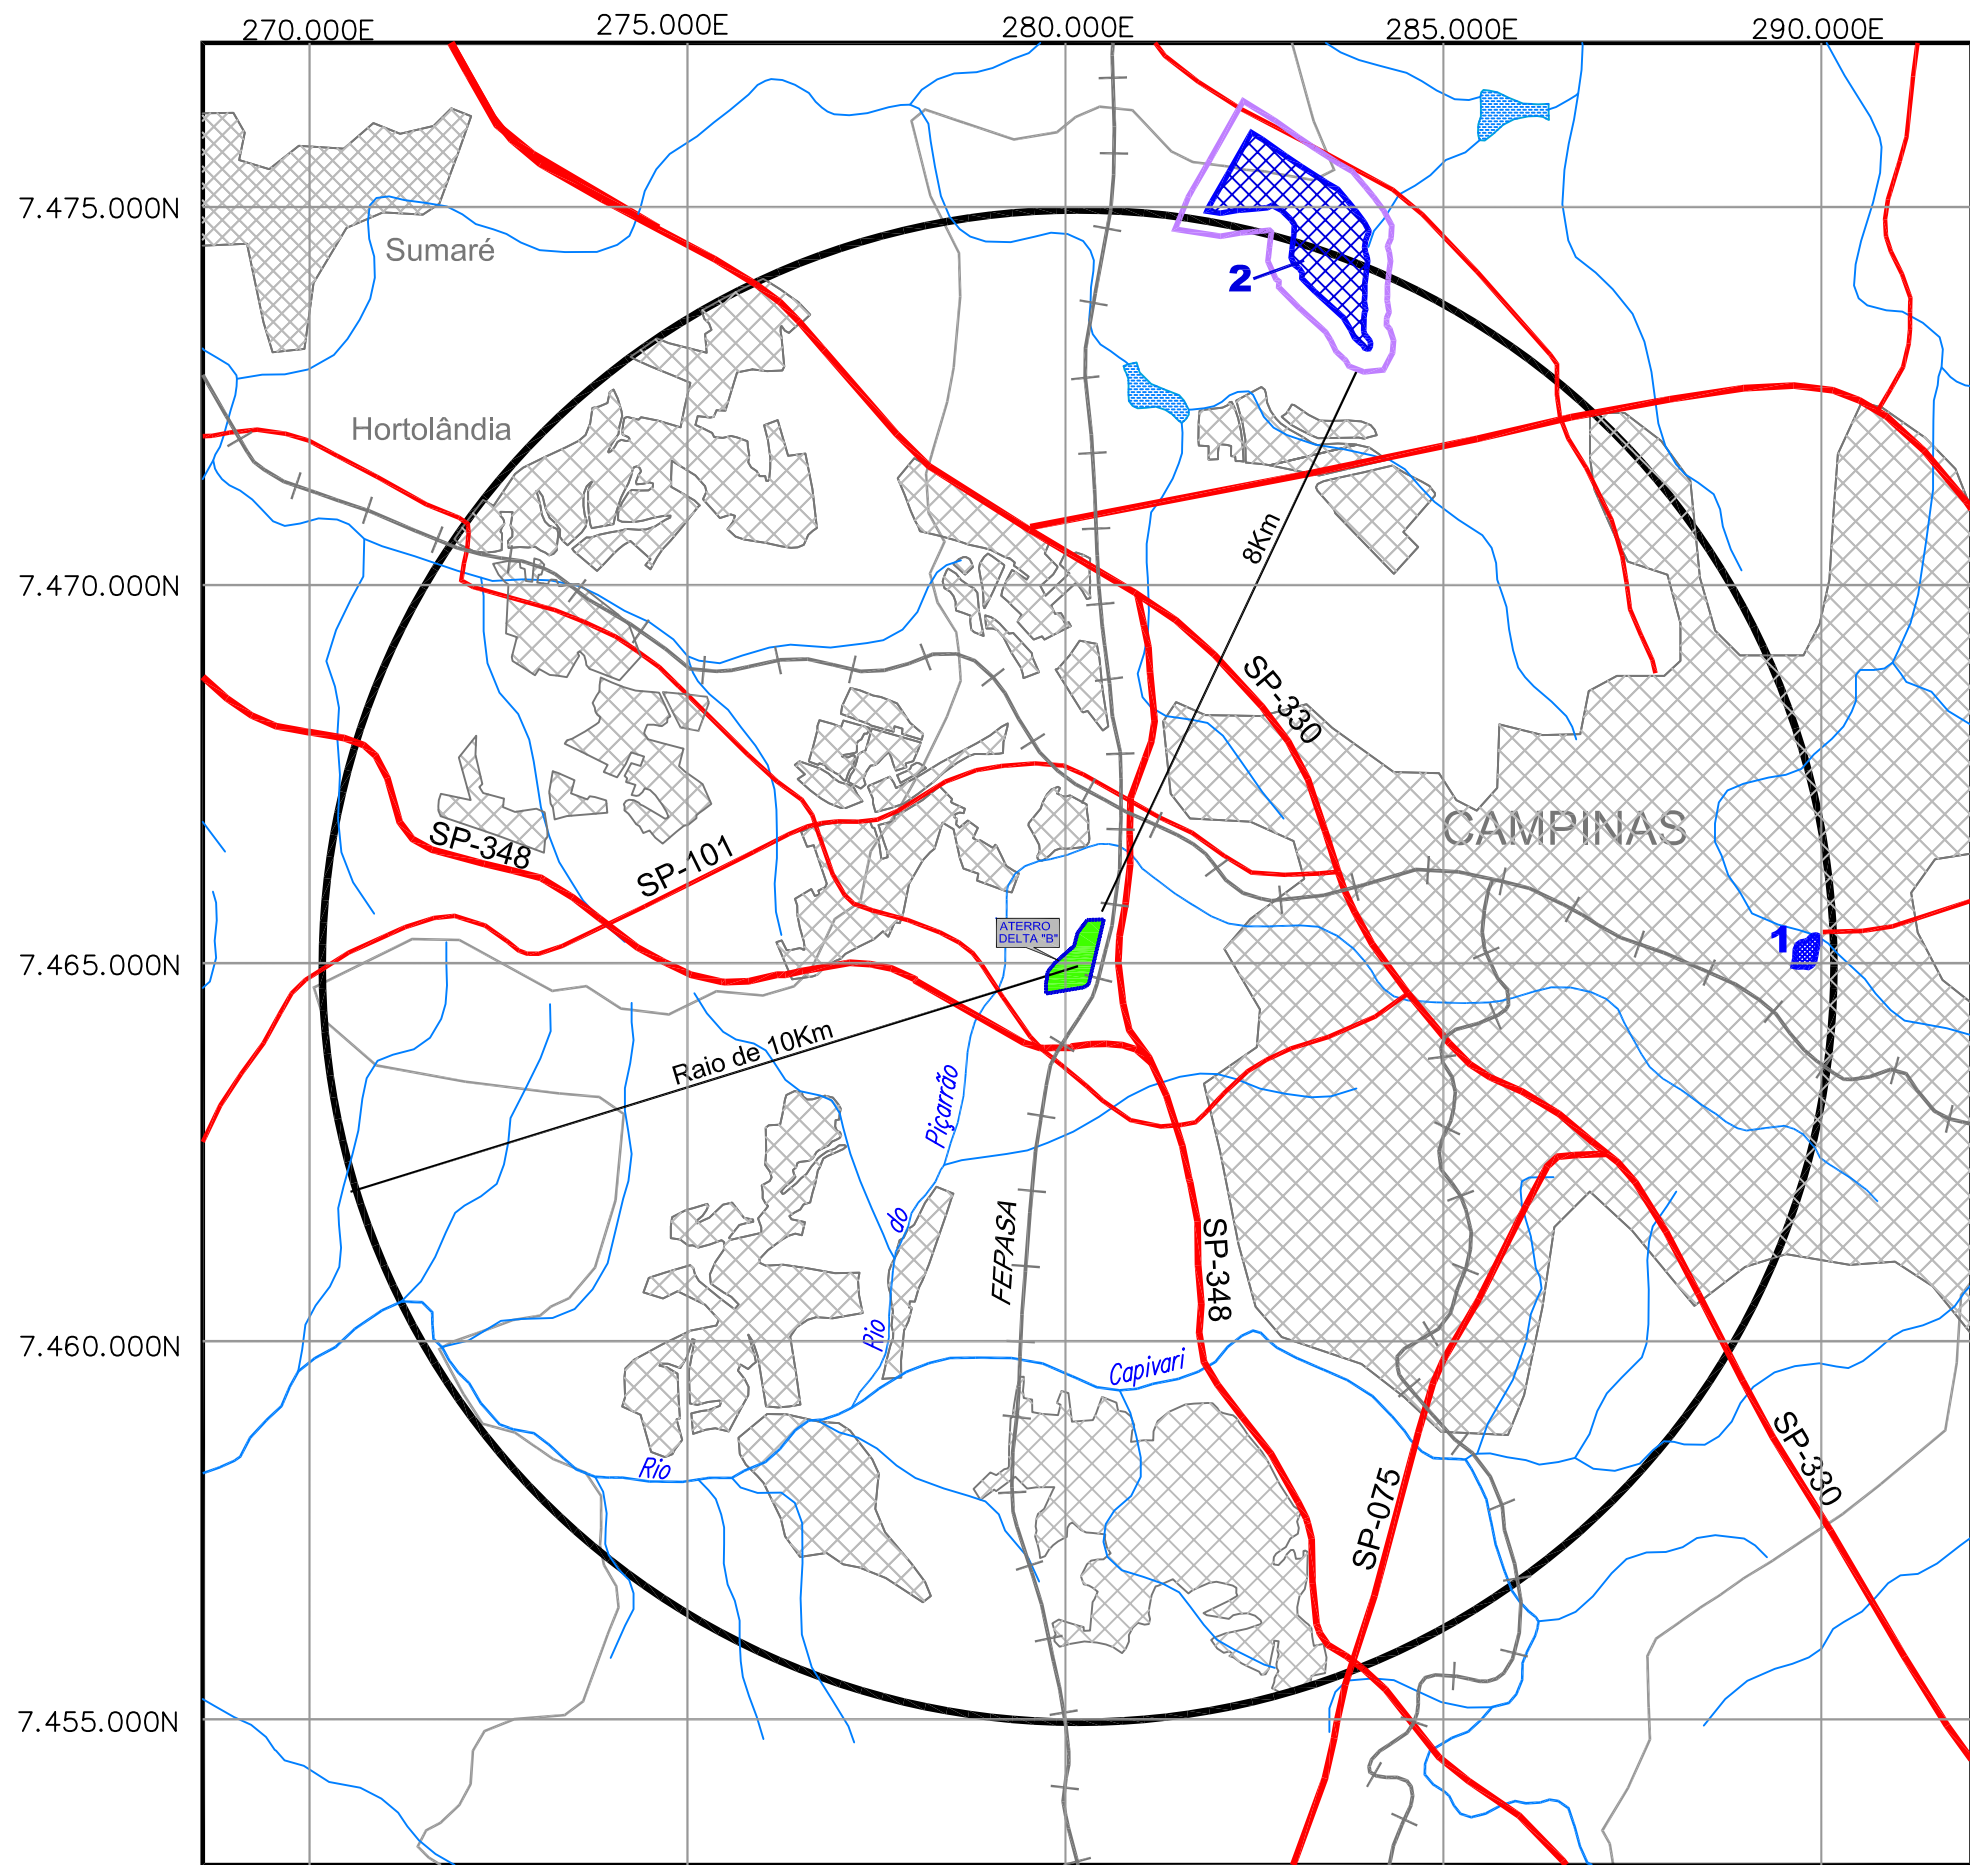 270.000E
275.000E
280.000E
285.000E
290.000E
7.475.000N
Sumaré
2
Hortolândia
8Km
7.470.000N
SP-330
CAMPINAS
SP-348
SP-101
ATERRO
DELTA "B"
1
7.465.000N
Raio de 10Km
Piçarrão
do
Rio
FEPASA
SP-348
7.460.000N
Capivari
Rio
SP-075
SP-330
7.455.000N